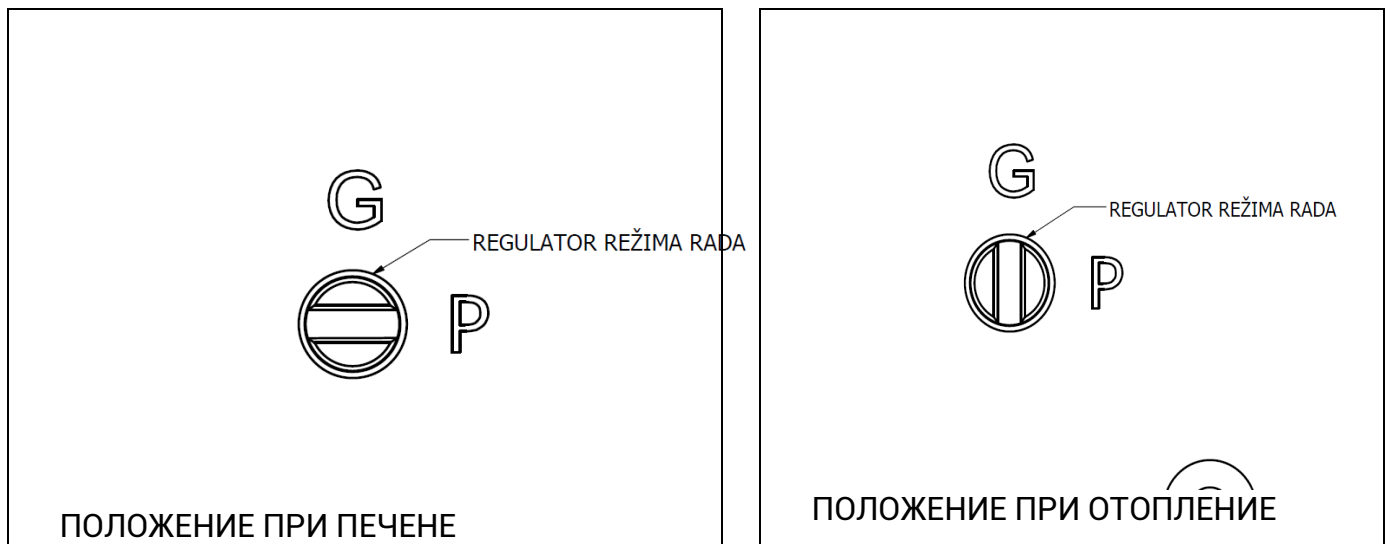 G
REGULATOR REŽIMA RADA
P
ПОЛОЖЕНИЕ ПРИ ПЕЧЕНЕ
G
REGULATOR REŽIMA RADA
P
ПОЛОЖЕНИЕ ПРИ ОТОПЛЕНИЕ